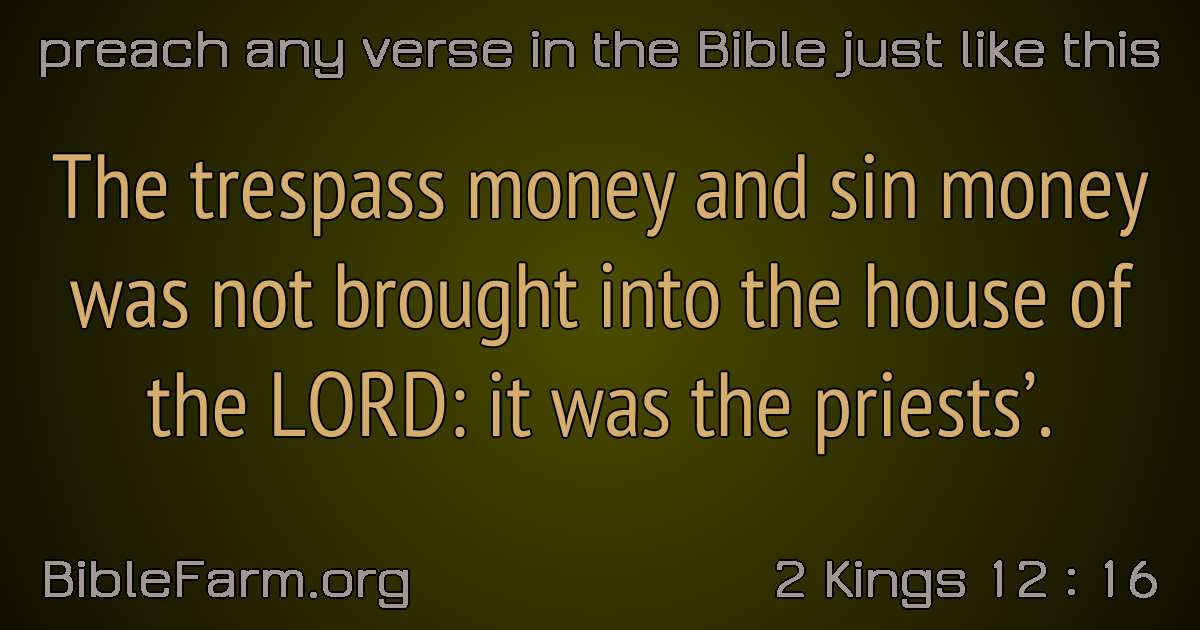 preach any verse in the Bible just like this
The trespass money and sin money
was not brought into the house of
the LORD: it was the priests’.
BibleFarm.org
2 Kings 12 : 16